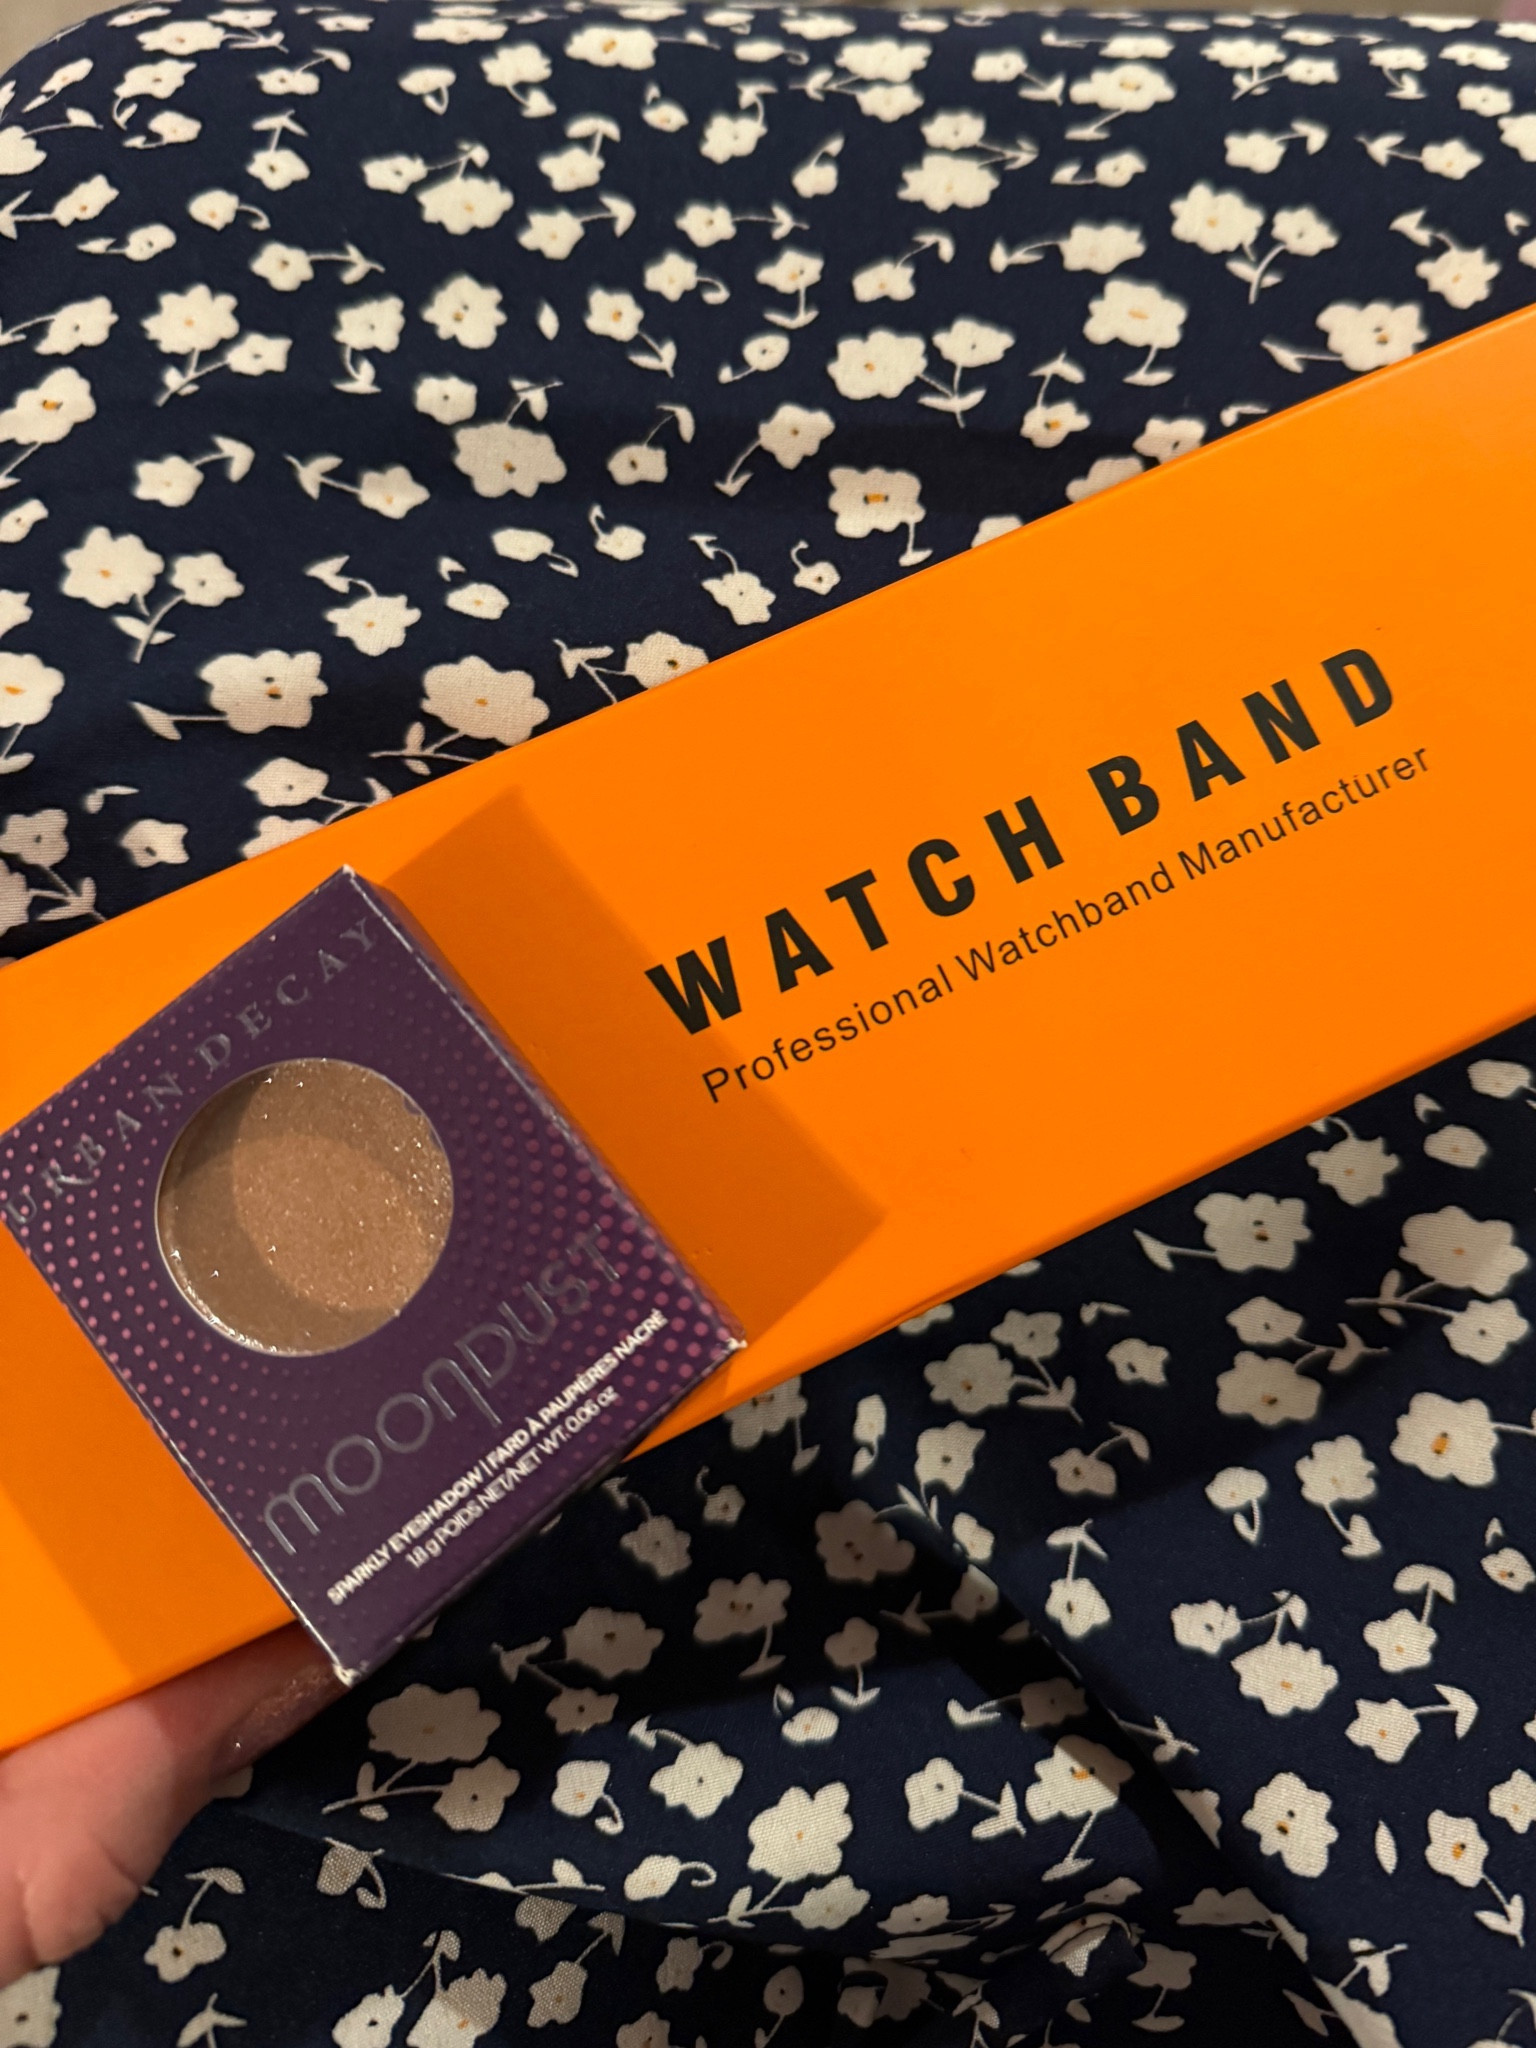 WATCH BAND
Professional Watchband Manufacturer
URBAN DECAY
moondust
SPARKLY EYESHADOW | FARD À PAUPIÈRES NACRÉ
1.8 g POIDS NET/NET WT. 0.06 oz